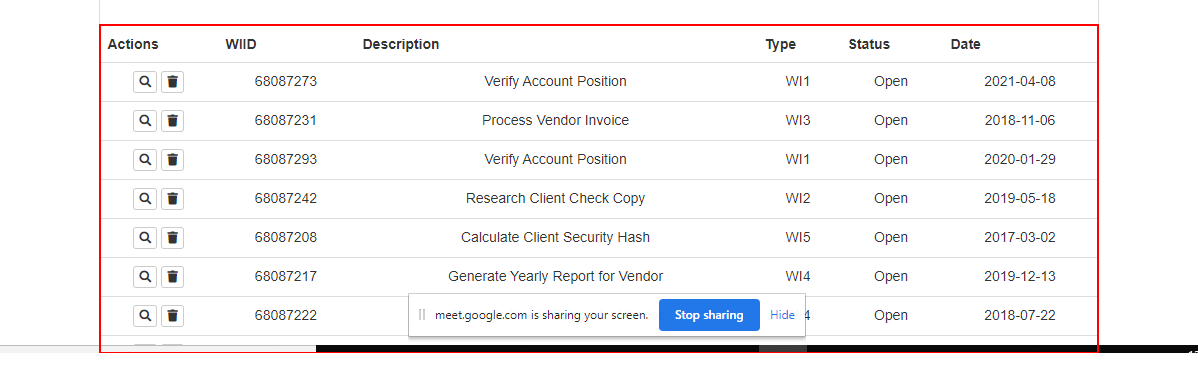 Actions WIID Description Type Status Date
68087273 Verify Account Position WI1 Open 2021-04-08
68087231 Process Vendor Invoice WI3 Open 2018-11-06
68087293 Verify Account Position WI1 Open 2020-01-29
68087242 Research Client Check Copy WI2 Open 2019-05-18
68087208 Calculate Client Security Hash WI5 Open 2017-03-02
68087217 Generate Yearly Report for Vendor WI4 Open 2019-12-13
68087222 4 Open 2018-07-22
meet.google.com is sharing your screen. Stop sharing Hide